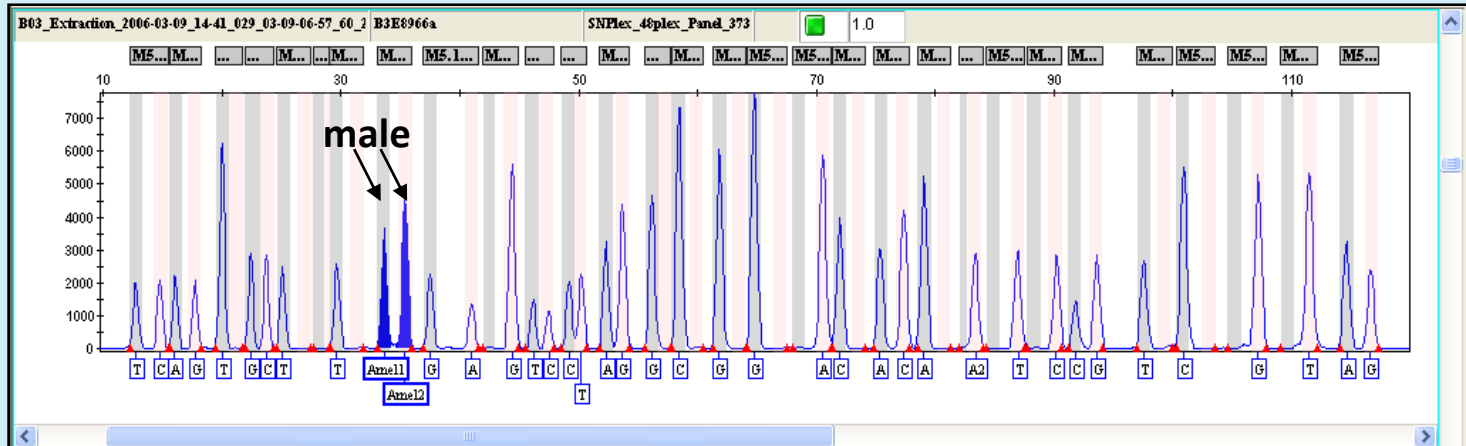 B03_Extraction_2006-03-09_14-41_029_03-09-06-57_60_2 B3E8966a SNPlex_48plex_Panel_373 1.0
M5... M... ... ... M... ... M... M... M5.1... M... ... ... M... ... M... M... M5... M5... M... M... M... ... M5... M... M... M... M5... M5... M... M5...
10 30 50 70 90 110
7000
male
6000
5000
4000
3000
2000
1000
0
T C A G T G C T T Amel1 G A G T C C A G G C G G A C A C A A2 T C C G T C G T A G
Amel2 T